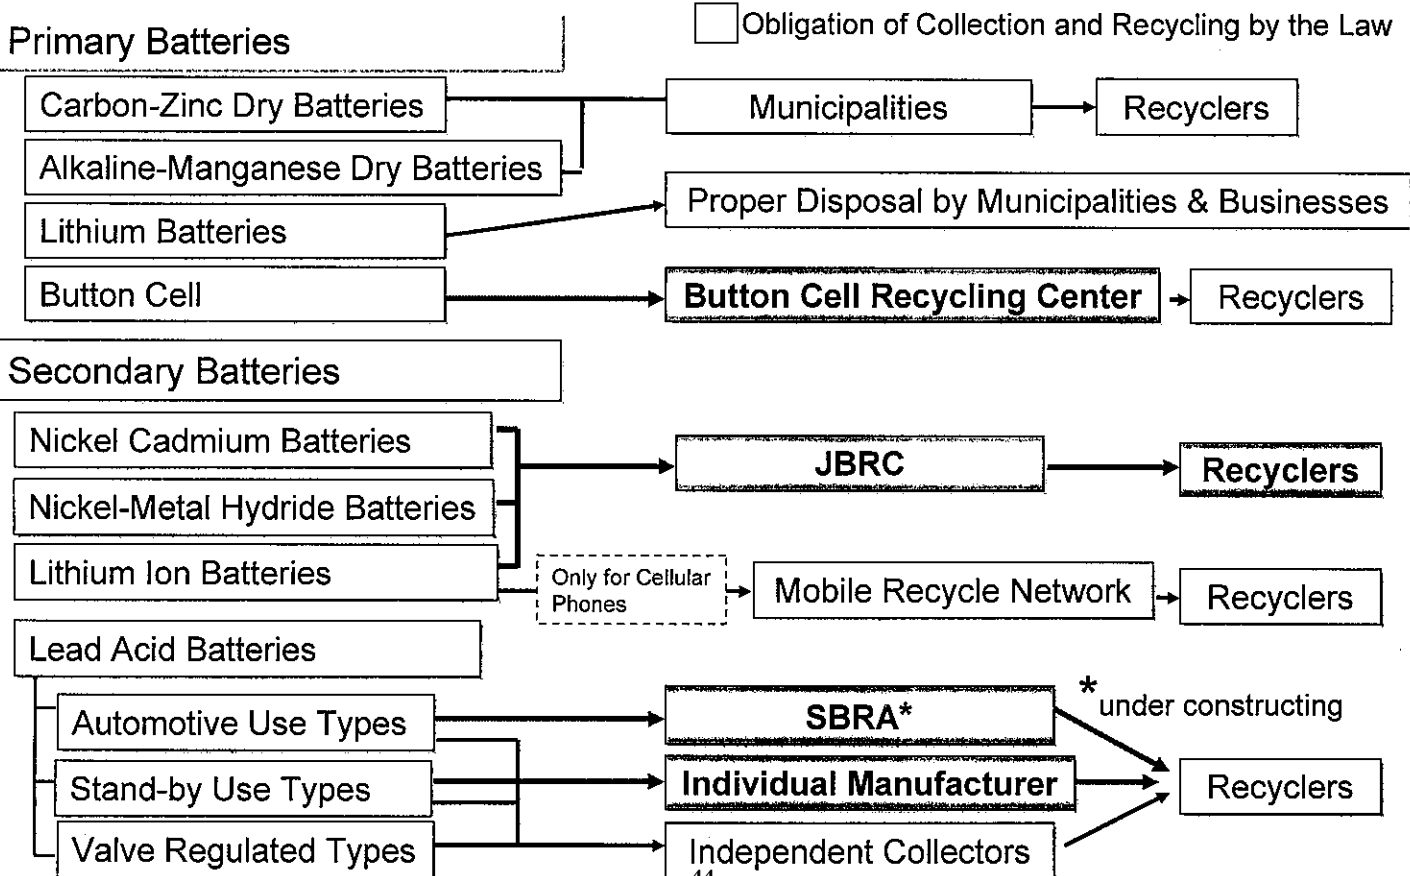 Primary Batteries
Obligation of Collection and Recycling by the Law
Carbon-Zinc Dry Batteries
Municipalities
Recyclers
Alkaline-Manganese Dry Batteries
Proper Disposal by Municipalities & Businesses
Lithium Batteries
Button Cell
Button Cell Recycling Center
Recyclers
Secondary Batteries
Nickel Cadmium Batteries
JBRC
Recyclers
Nickel-Metal Hydride Batteries
Lithium Ion Batteries
Only for Cellular
Phones
Mobile Recycle Network
Recyclers
Lead Acid Batteries
Automotive Use Types
SBRA*
*under constructing
Stand-by Use Types
Individual Manufacturer
Recyclers
Valve Regulated Types
Independent Collectors